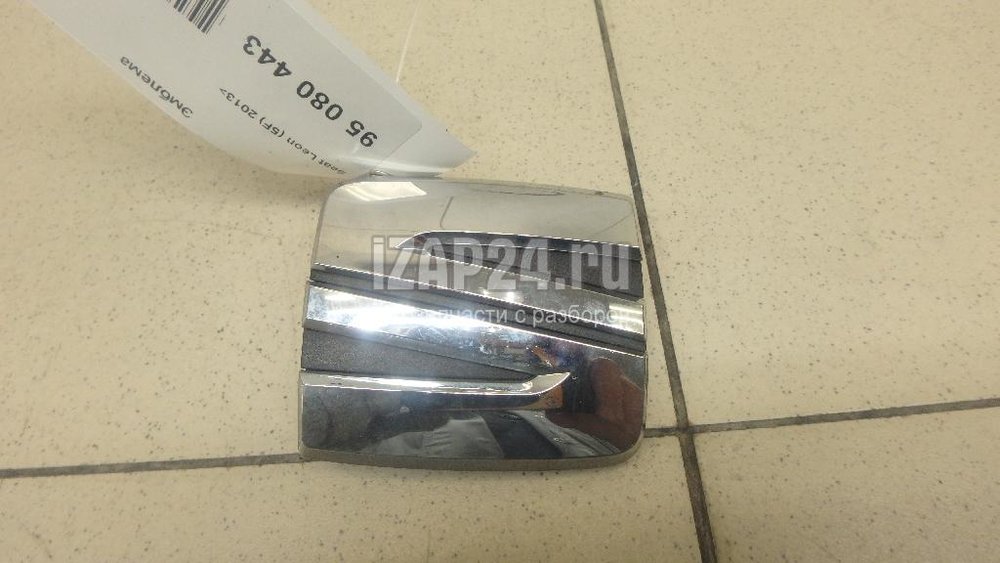 Эмблема
Seat Leon (5F) 2013>
95 080 443
iZAP24.ru
запчасти с разборок